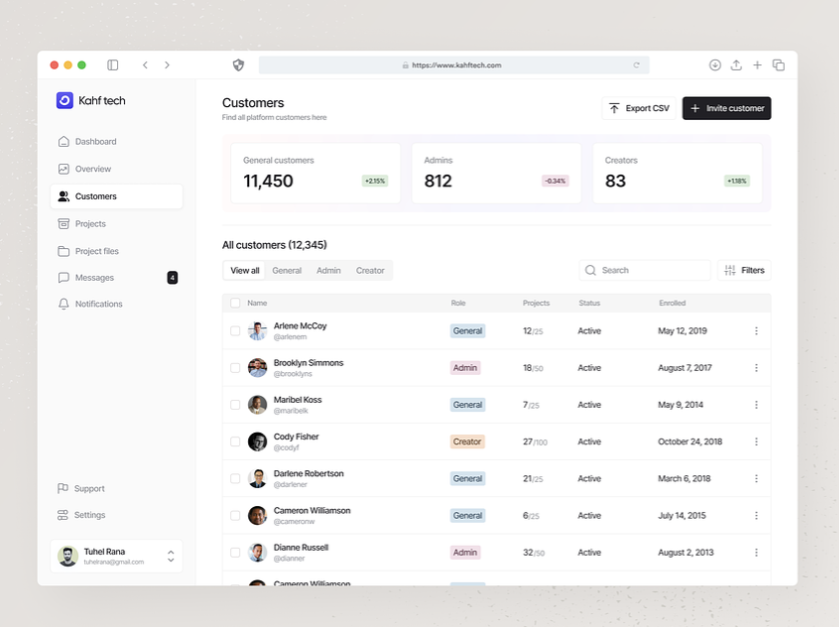 https://www.kahftech.com
Kahf tech
Dashboard
Overview
Customers
Projects
Project files
Messages
4
Notifications
Support
Settings
Tuhel Rana
tuhelrana@gmail.com
Customers
Find all platform customers here
Export CSV
Invite customer
General customers
11,450
+2.15%
Admins
812
-0.34%
Creators
83
+1.18%
All customers (12,345)
View all General Admin Creator
Search
Filters
Name Role Projects Status Enrolled
Arlene McCoy
@arlenem
General 12/25 Active May 12, 2019
Brooklyn Simmons
@brooklyns
Admin 18/50 Active August 7, 2017
Maribel Koss
@maribelk
General 7/25 Active May 9, 2014
Cody Fisher
@codyf
Creator 27/100 Active October 24, 2018
Darlene Robertson
@darlener
General 21/25 Active March 6, 2018
Cameron Williamson
@cameronw
General 6/25 Active July 14, 2015
Dianne Russell
@dianner
Admin 32/50 Active August 2, 2013
Cameron Williamson